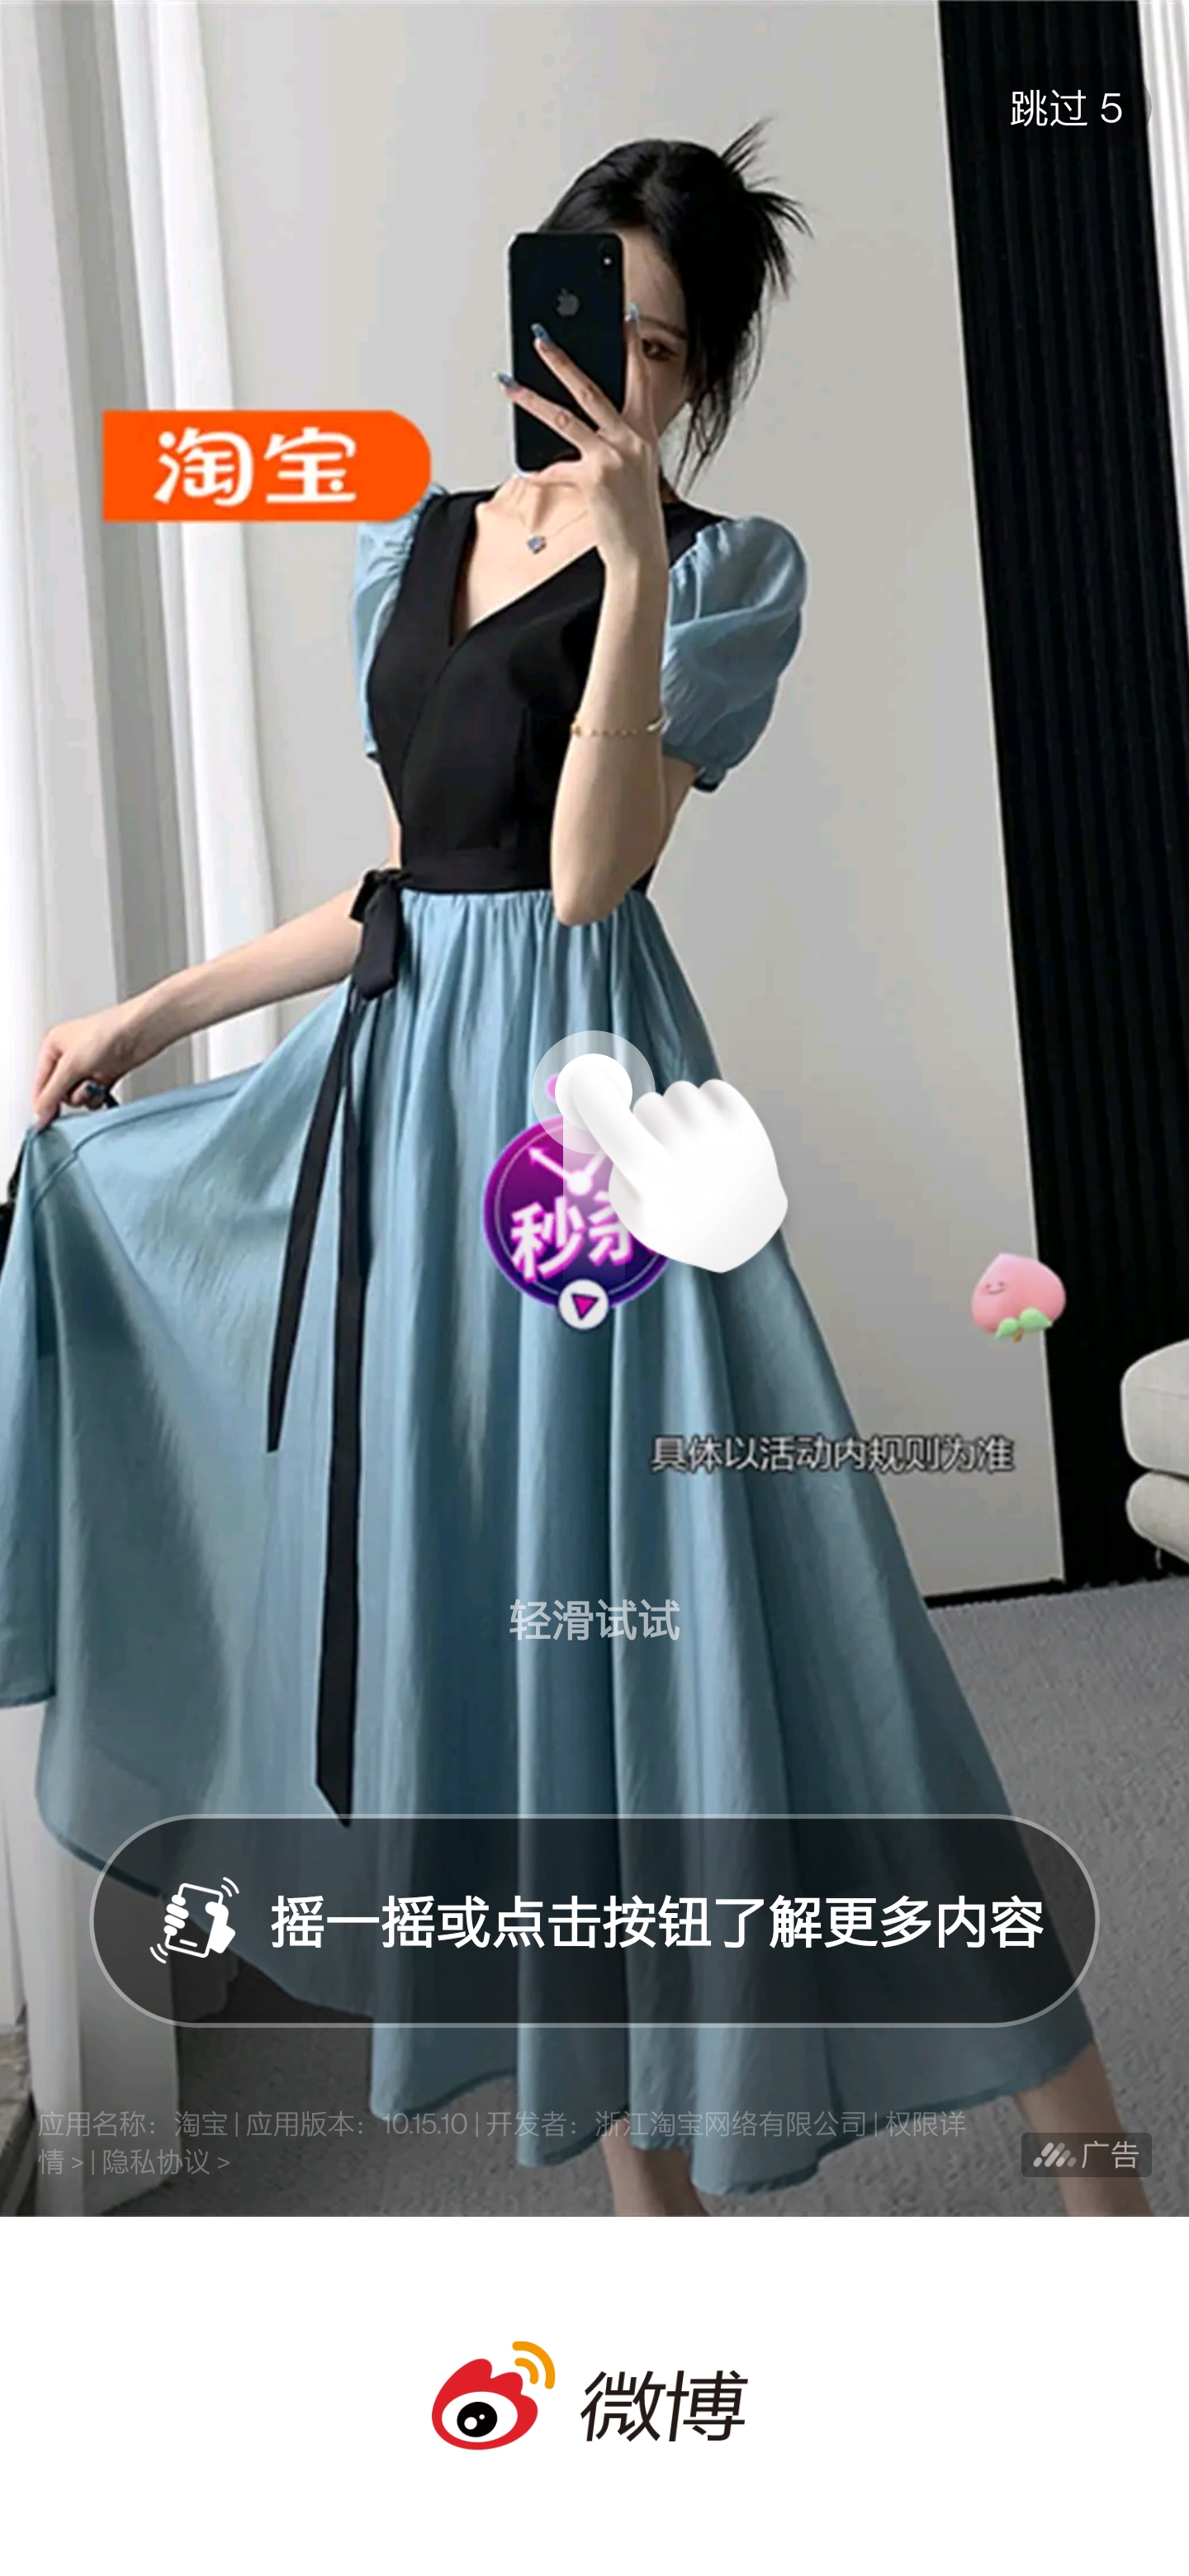 跳过 5
淘宝
秒杀
具体以活动内规则为准
轻滑试试
摇一摇或点击按钮了解更多内容
应用名称：淘宝 | 应用版本：10.15.10 | 开发者：浙江淘宝网络有限公司 | 权限详
情 > | 隐私协议 >
广告
微博